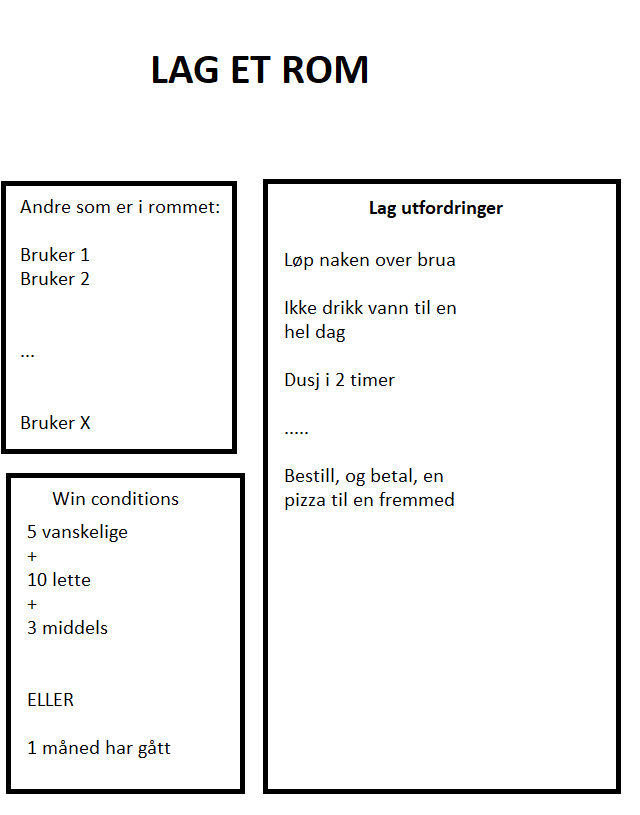 LAG ET ROM
Andre som er i rommet:
Bruker 1
Bruker 2
...
Bruker X
Win conditions
5 vanskelige
+
10 lette
+
3 middels
ELLER
1 måned har gått
Lag utfordringer
Løp naken over brua
Ikke drikk vann til en
hel dag
Dusj i 2 timer
.....
Bestill, og betal, en
pizza til en fremmed